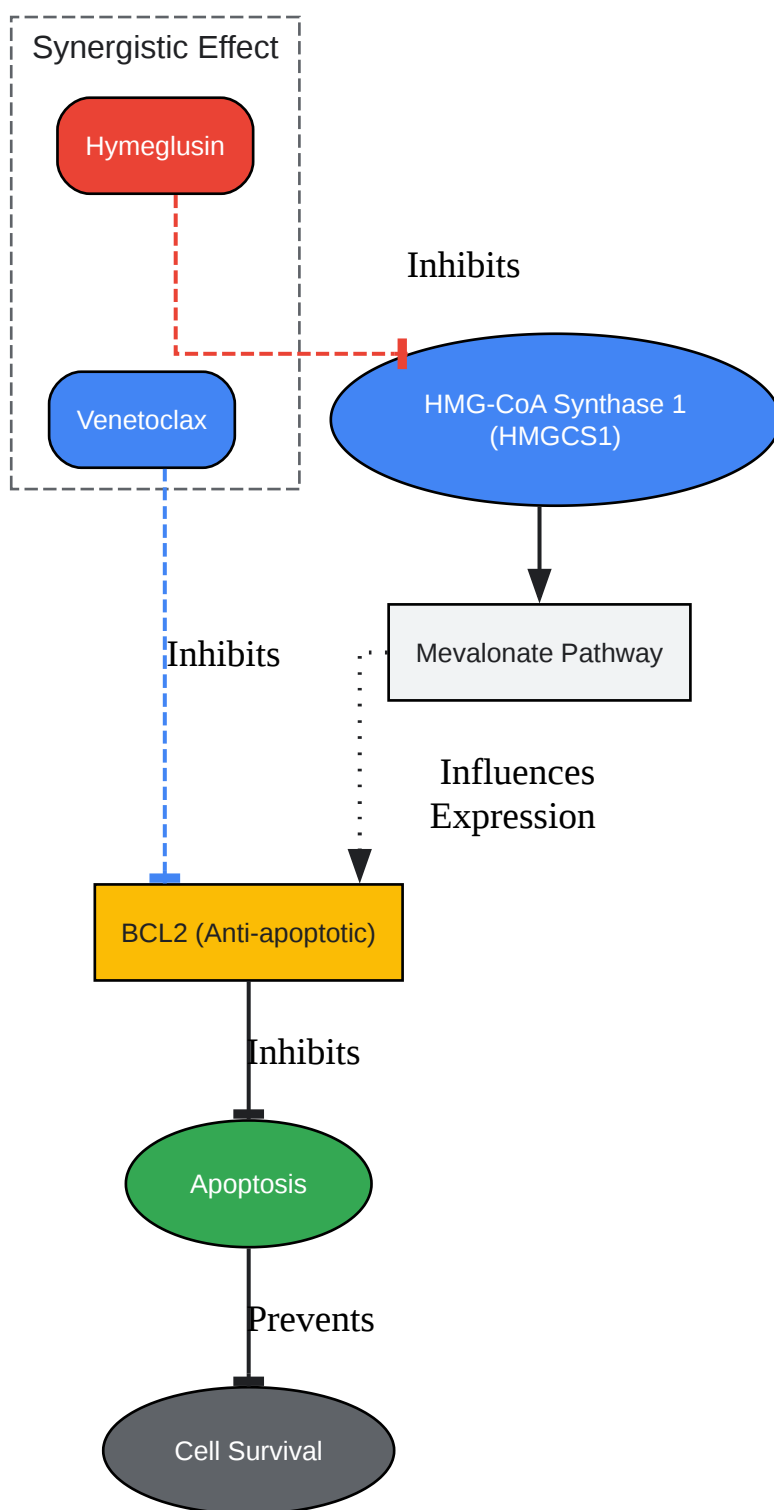 Synergistic Effect
Hymeglusin
Inhibits
Venetoclax
HMG-CoA Synthase 1
(HMGCS1)
Inhibits
Mevalonate Pathway
Influences
Expression
BCL2 (Anti-apoptotic)
Inhibits
Apoptosis
Prevents
Cell Survival